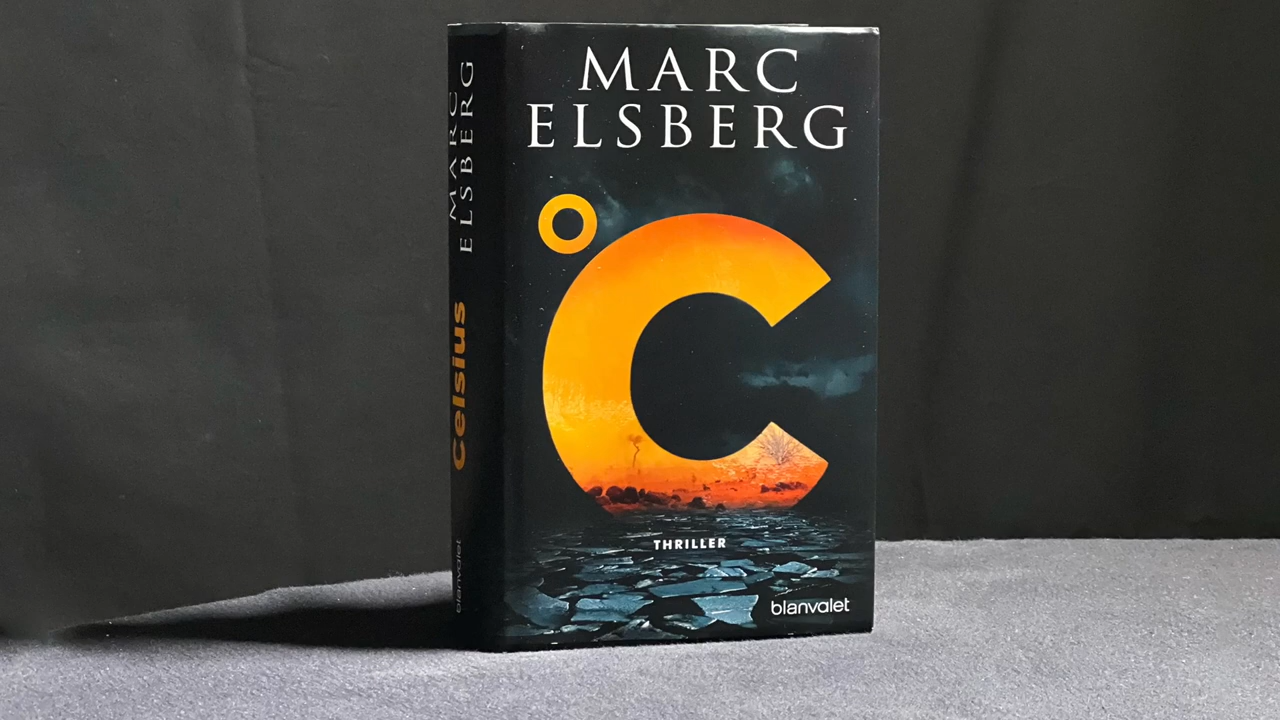 MARC
ELSBERG
°C
THRILLER
blanvalet
MARC
ELSBERG
Celsius
blanvalet